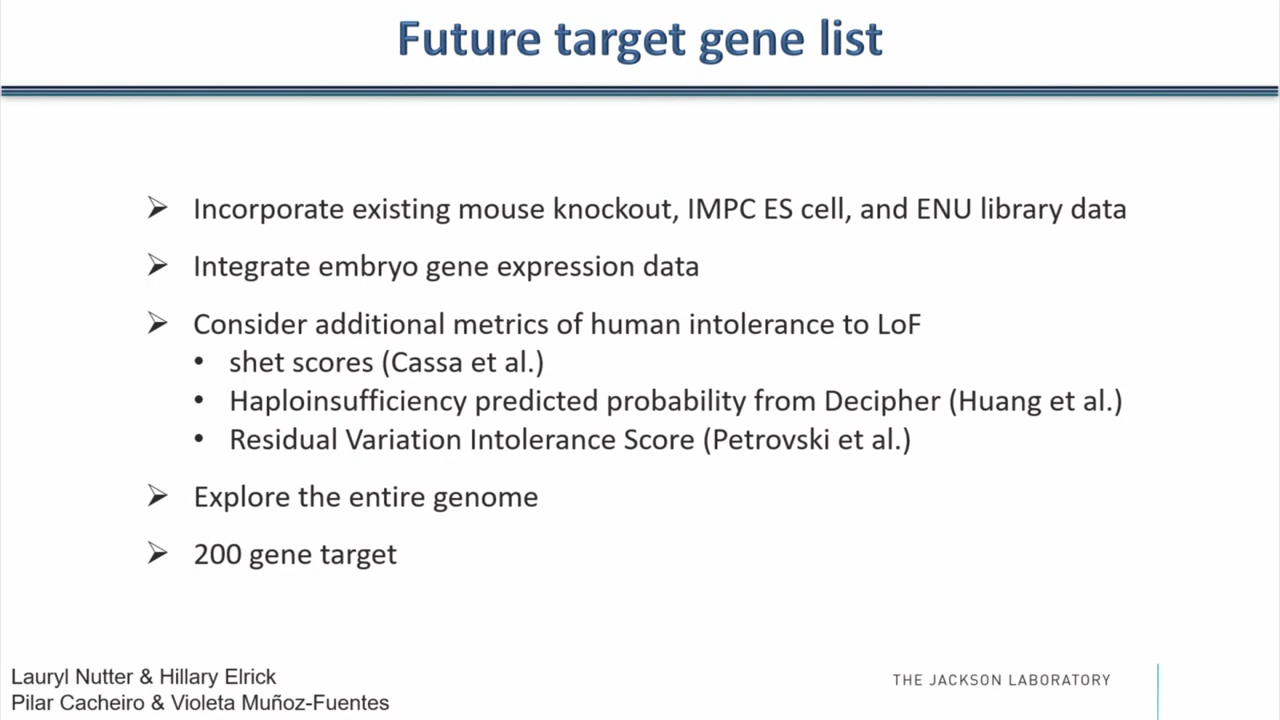 Future target gene list
➢ Incorporate existing mouse knockout, IMPC ES cell, and ENU library data
➢ Integrate embryo gene expression data
➢ Consider additional metrics of human intolerance to LoF
• shet scores (Cassa et al.)
• Haploinsufficiency predicted probability from Decipher (Huang et al.)
• Residual Variation Intolerance Score (Petrovski et al.)
➢ Explore the entire genome
➢ 200 gene target
Lauryl Nutter & Hillary Elrick
Pilar Cacheiro & Violeta Muñoz-Fuentes
THE JACKSON LABORATORY